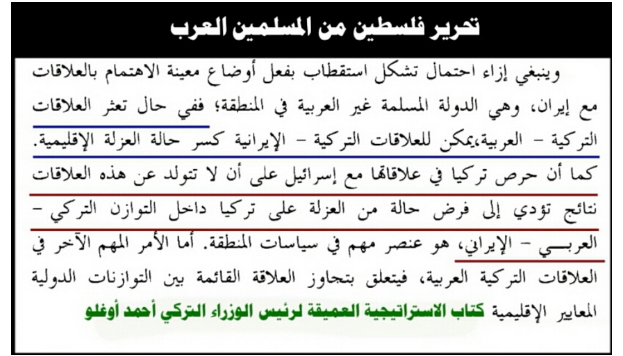 تحرير فلسطين من المسلمين العرب
وينبغي إزاء احتمال تشكل استقطاب بفعل أوضاع معينة الاهتمام بالعلاقات
مع إيران، وهي الدولة المسلمة غير العربية في المنطقة؛ ففي حال تعثر العلاقات
التركية – العربية،يمكن للعلاقات التركية – الإيرانية كسر حالة العزلة الإقليمية.
كما أن حرص تركيا في علاقاتها مع إسرائيل على أن لا تتولد عن هذه العلاقات
نتائج تؤدي إلى فرض حالة من العزلة على تركيا داخل التوازن التركي –
العربـــي – الإيراني، هو عنصر مهم في سياسات المنطقة. أما الأمر المهم الآخر في
العلاقات التركية العربية، فيتعلق بتجاوز العلاقة القائمة بين التوازنات الدولية
المعايير الإقليمية كتاب الاستراتيجية العميقة لرئيس الوزراء التركي أحمد أوغلو